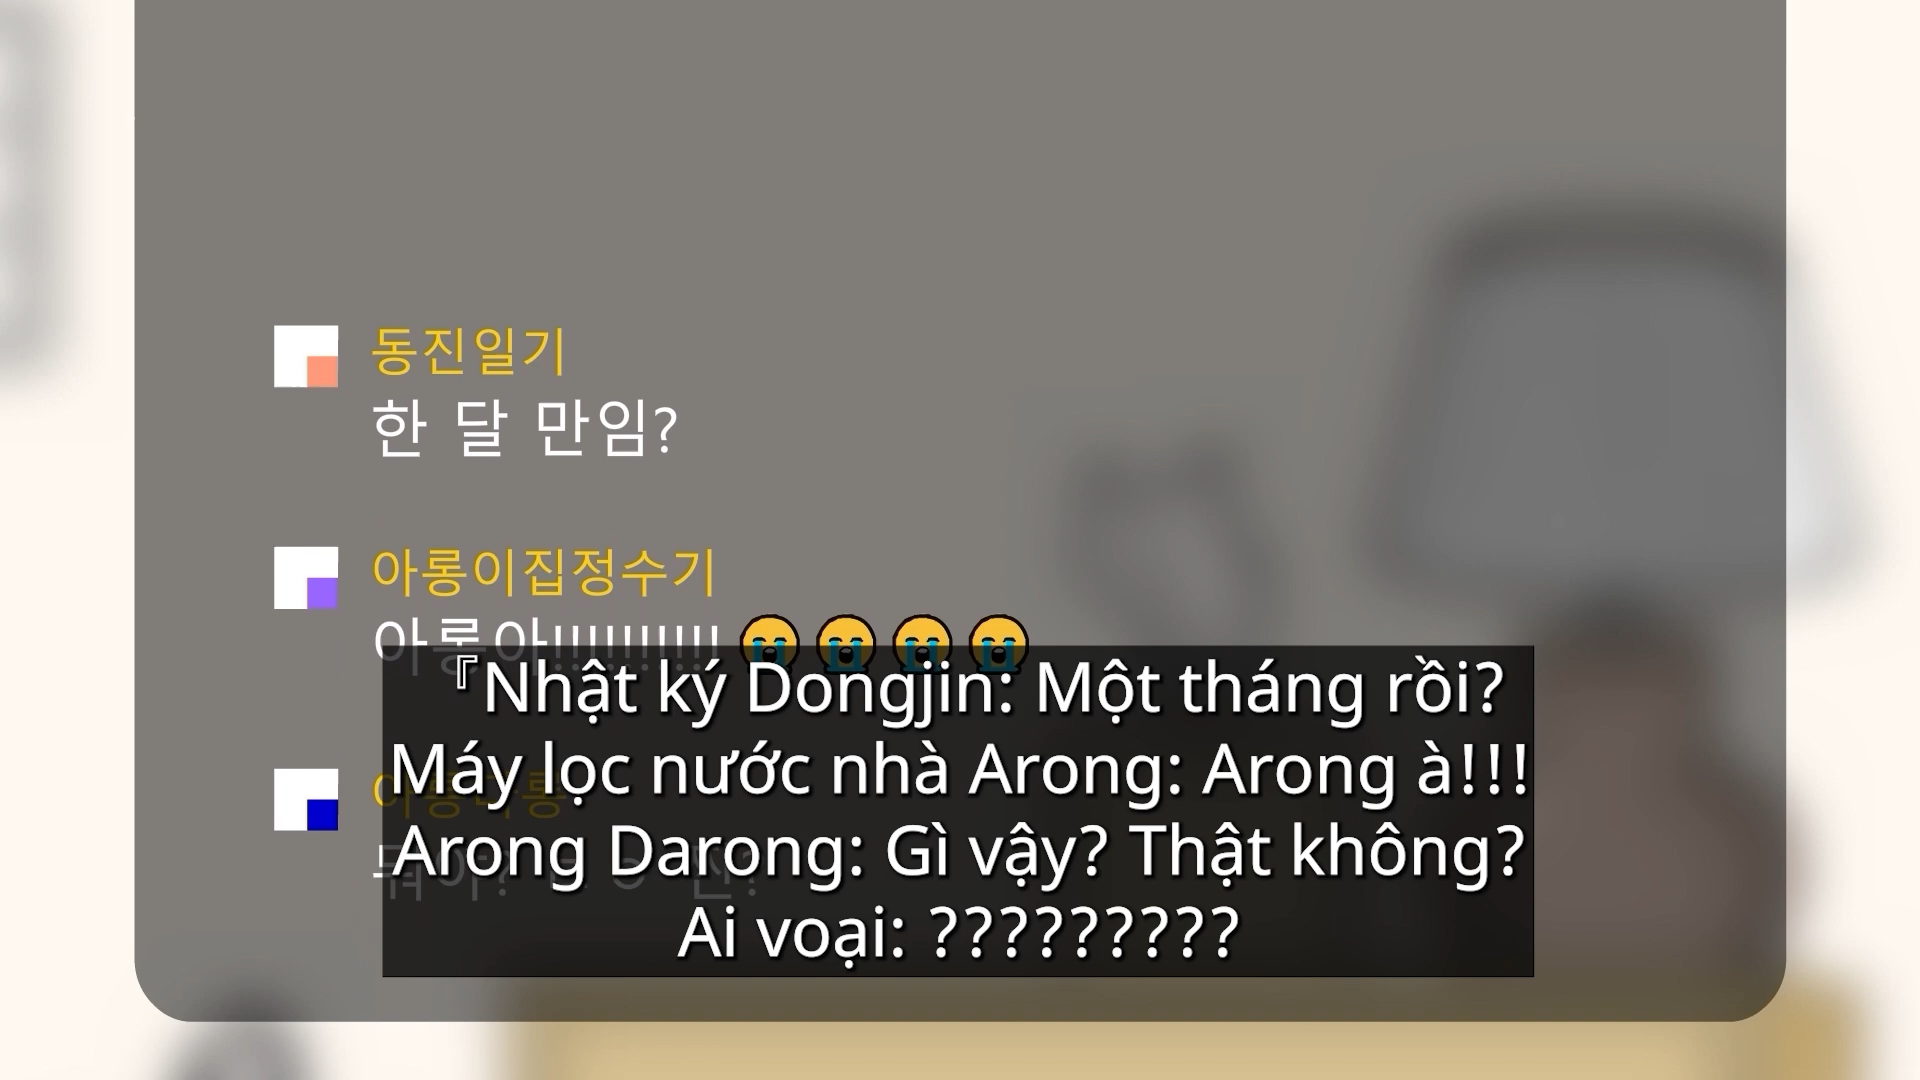 동진일기
한 달 만임?
아롱이집정수기
아롱아!!!!!!!!!! 😭😭😭😭
『Nhật ký Dongjin: Một tháng rồi?
Máy lọc nước nhà Arong: Arong à!!!
Arong Darong: Gì vậy? Thật không?
Ai voại: ?????????